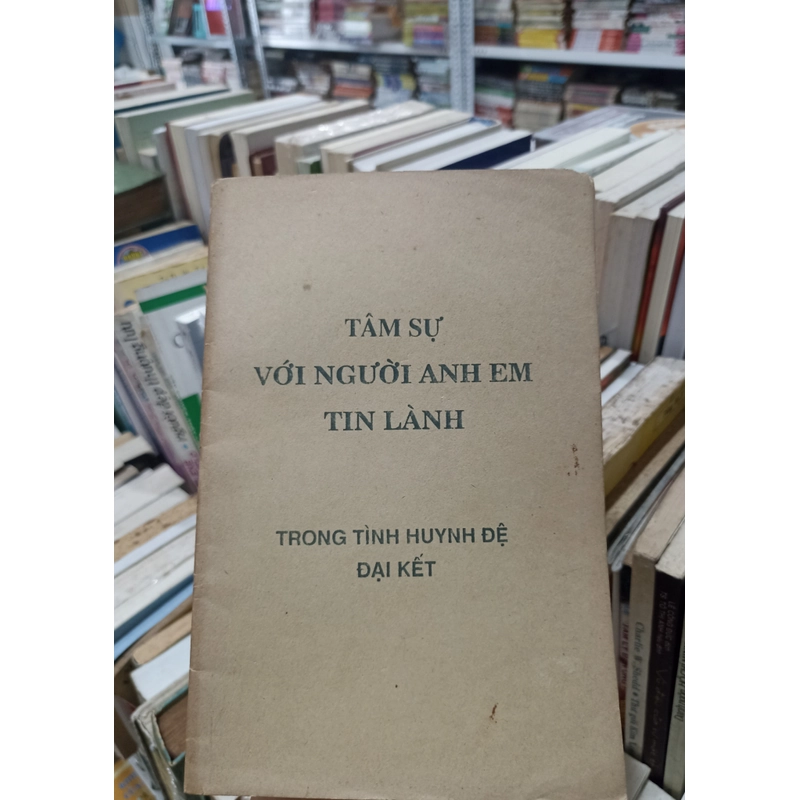 TÂM SỰ
VỚI NGƯỜI ANH EM
TIN LÀNH
TRONG TÌNH HUYNH ĐỆ
ĐẠI KẾT